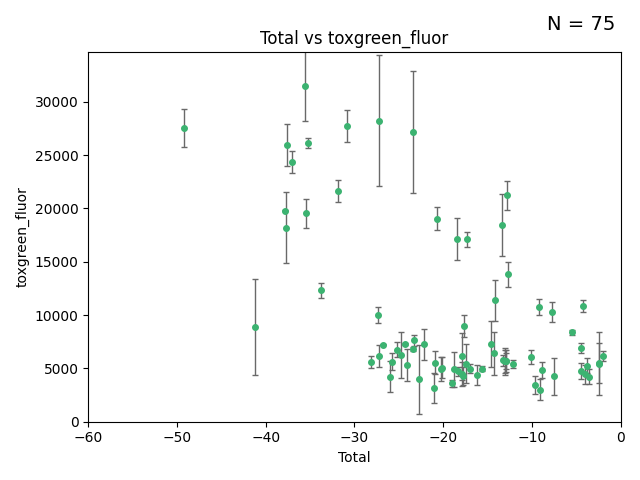 N = 75
Total vs toxgreen_fluor
toxgreen_fluor
30000
25000
20000
15000
10000
5000
0
−60 −50 −40 −30 −20 −10 0
Total